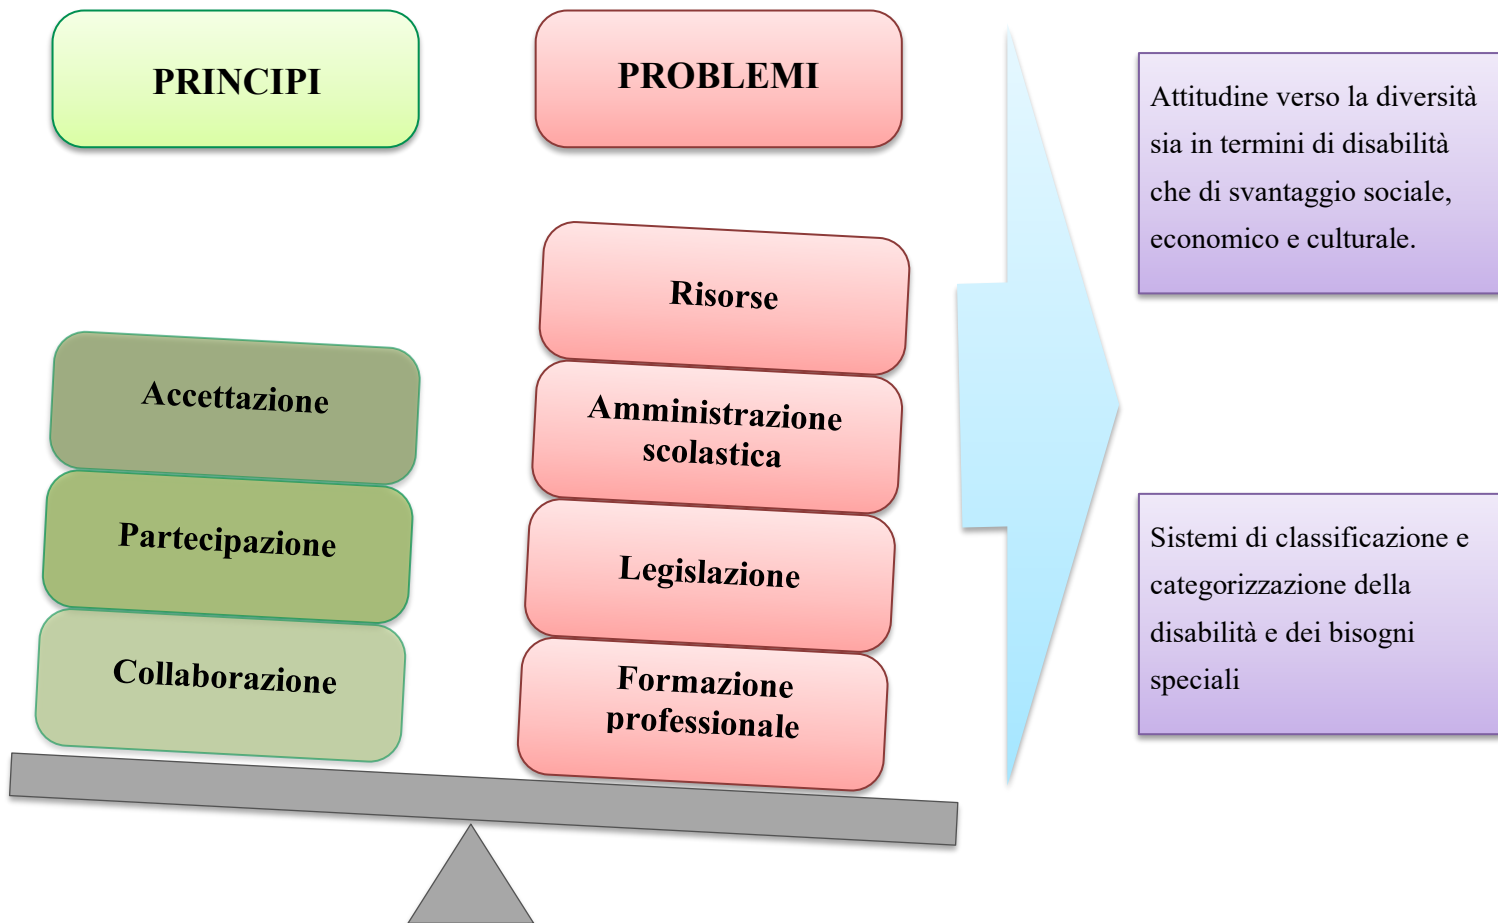 PRINCIPI
PROBLEMI
Risorse
Accettazione
Amministrazione
scolastica
Partecipazione
Legislazione
Collaborazione
Formazione
professionale
Attitudine verso la diversità
sia in termini di disabilità
che di svantaggio sociale,
economico e culturale.
Sistemi di classificazione e
categorizzazione della
disabilità e dei bisogni
speciali